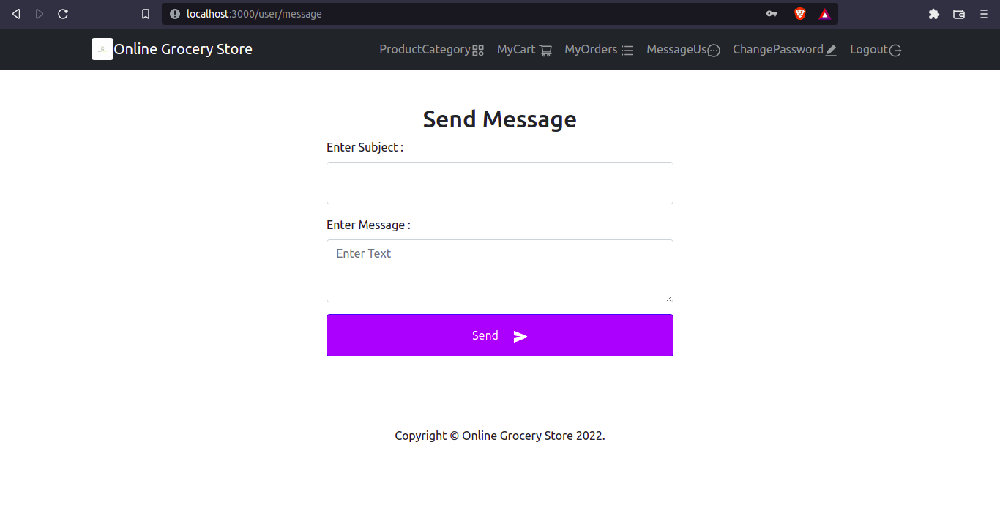 localhost:3000/user/message
Online Grocery Store ProductCategory MyCart MyOrders MessageUs ChangePassword Logout
Send Message
Enter Subject :
Enter Message :
Enter Text
Send
Copyright © Online Grocery Store 2022.